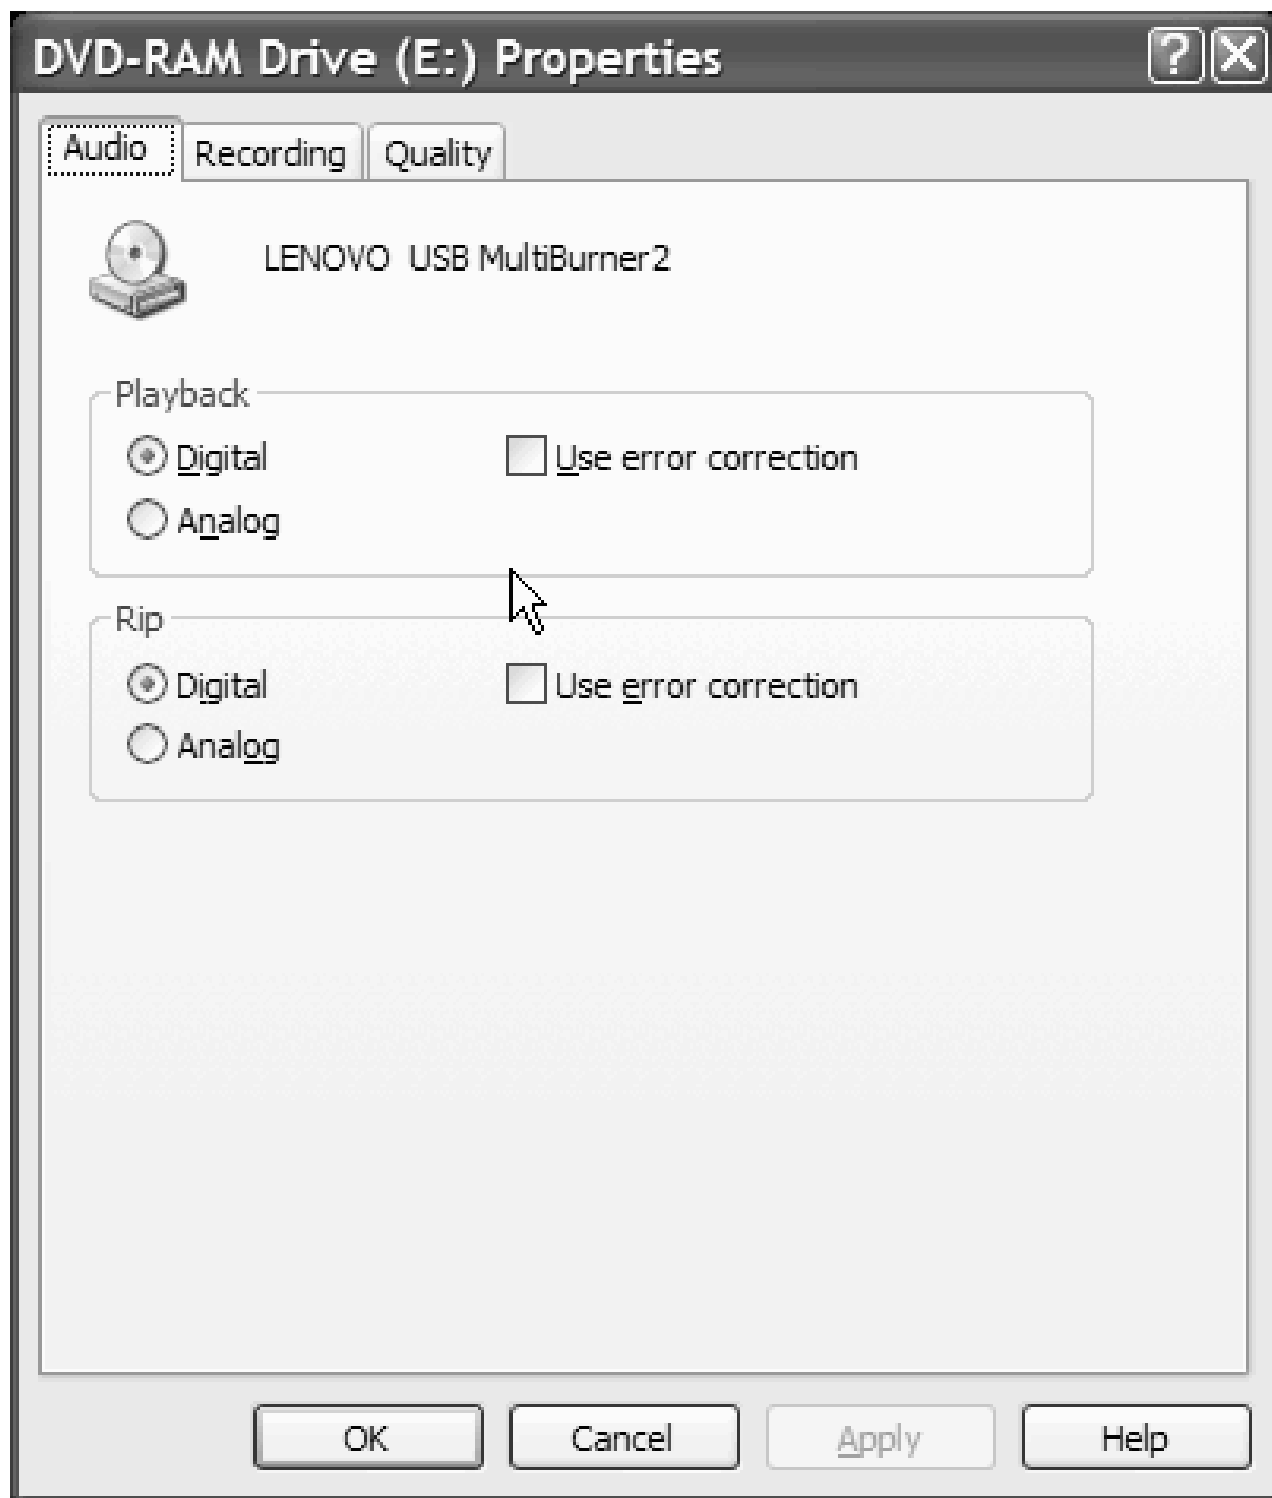 DVD-RAM Drive (E:) Properties
Audio Recording Quality
LENOVO USB MultiBurner2
Playback
Digital Use error correction
Analog
Rip
Digital Use error correction
Analog
OK Cancel Apply Help